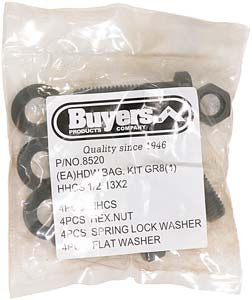 Buyers
PRODUCTS COMPANY
Quality since 1946
P/NO.8520
(EA)HDW.BAG. KIT GR8(1)
HHCS 1/2 13X2
4PCS HHCS
4PCS HEX.NUT
4PCS SPRING LOCK WASHER
4PCS FLAT WASHER